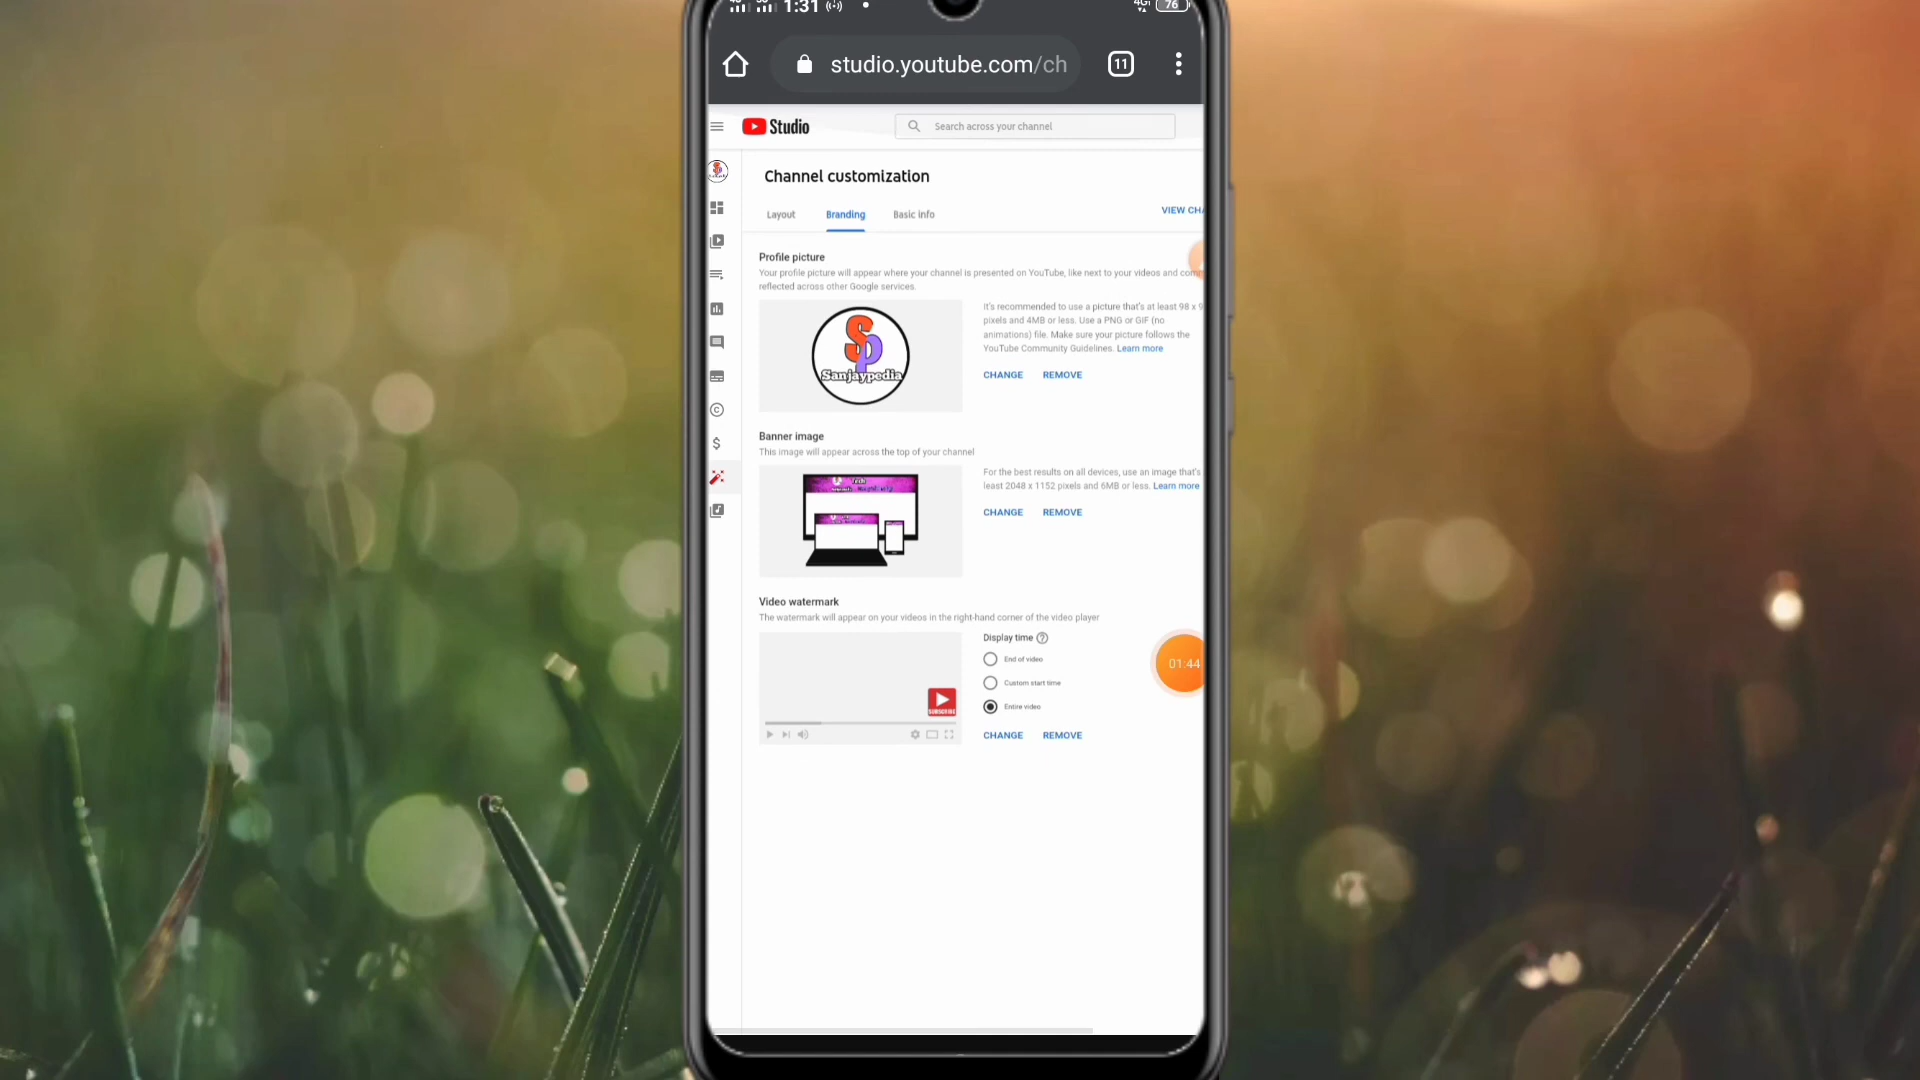 1:31
76
studio.youtube.com/ch
11
Studio
Search across your channel
Channel customization
Layout
Branding
Basic info
VIEW CHA
Profile picture
Your profile picture will appear where your channel is presented on YouTube, like next to your videos and comm
reflected across other Google services.
It's recommended to use a picture that's at least 98 x 9
pixels and 4MB or less. Use a PNG or GIF (no
animations) file. Make sure your picture follows the
YouTube Community Guidelines. Learn more
Sp
Sanjaypedia
CHANGE
REMOVE
Banner image
This image will appear across the top of your channel
For the best results on all devices, use an image that's
least 2048 x 1152 pixels and 6MB or less. Learn more
Tech
CHANGE
REMOVE
Video watermark
The watermark will appear on your videos in the right-hand corner of the video player
Display time
End of video
Custom start time
Entire video
01:44
SUBSCRIBE
CHANGE
REMOVE